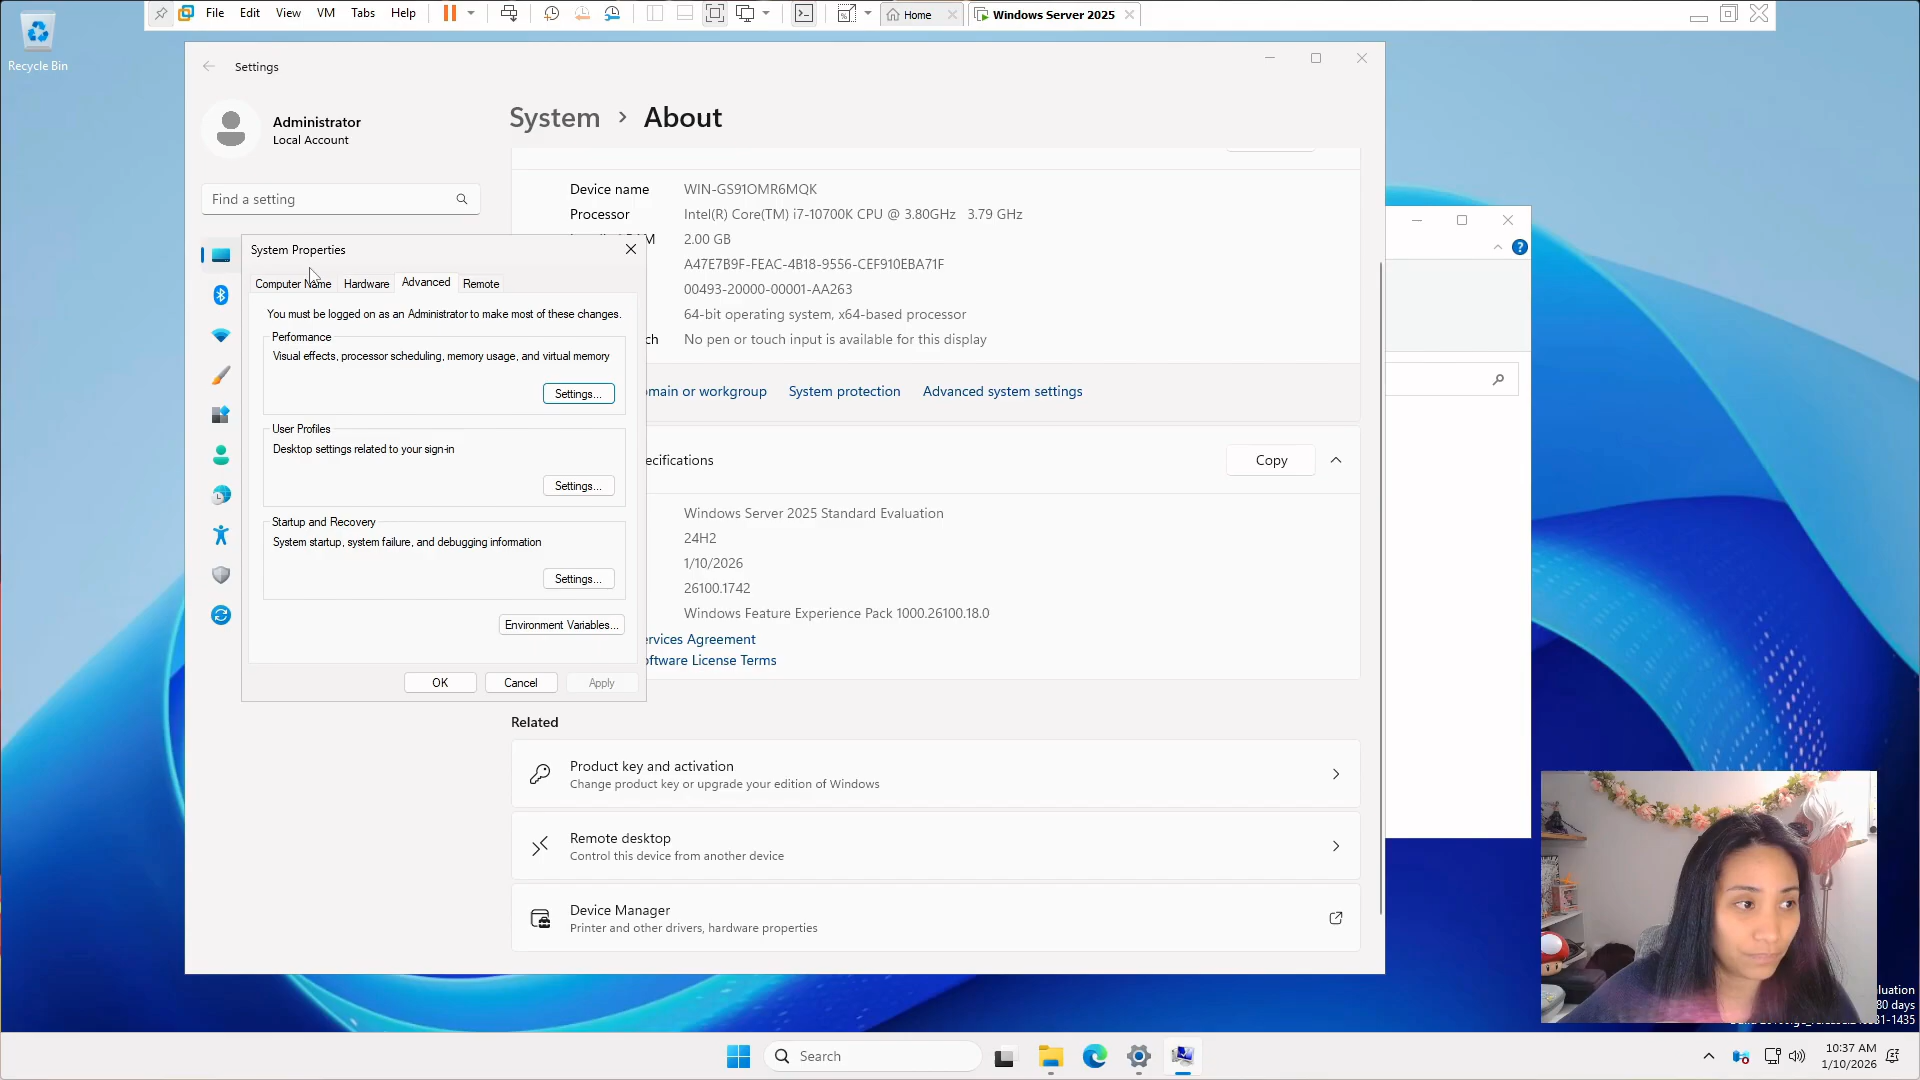 File Edit View VM Tabs Help
Home
Windows Server 2025
Recycle Bin
Settings
Administrator
Local Account
Find a setting
System > About
Device name WIN-GS91OMR6MQK
Processor Intel(R) Core(TM) i7-10700K CPU @ 3.80GHz 3.79 GHz
M 2.00 GB
A47E7B9F-FEAC-4B18-9556-CEF910EBA71F
00493-20000-00001-AA263
64-bit operating system, x64-based processor
ch No pen or touch input is available for this display
main or workgroup System protection Advanced system settings
ecifications
Copy
Windows Server 2025 Standard Evaluation
24H2
1/10/2026
26100.1742
Windows Feature Experience Pack 1000.26100.18.0
ervices Agreement
oftware License Terms
Related
Product key and activation
Change product key or upgrade your edition of Windows
Remote desktop
Control this device from another device
Device Manager
Printer and other drivers, hardware properties
System Properties
Computer Name Hardware Advanced Remote
You must be logged on as an Administrator to make most of these changes.
Performance
Visual effects, processor scheduling, memory usage, and virtual memory
Settings...
User Profiles
Desktop settings related to your sign-in
Settings...
Startup and Recovery
System startup, system failure, and debugging information
Settings...
Environment Variables...
OK Cancel Apply
luation
80 days
1-1435
Search
10:37 AM
1/10/2026